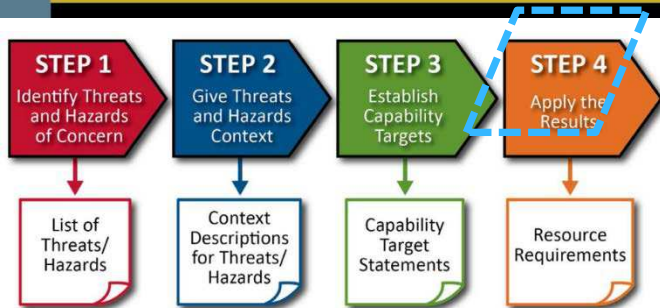 STEP 1
Identify Threats
and Hazards
of Concern
STEP 2
Give Threats
and Hazards
Context
STEP 3
Establish
Capability
Targets
STEP 4
Apply the
Results
List of
Threats/
Hazards
Context
Descriptions
for Threats/
Hazards
Capability
Target
Statements
Resource
Requirements